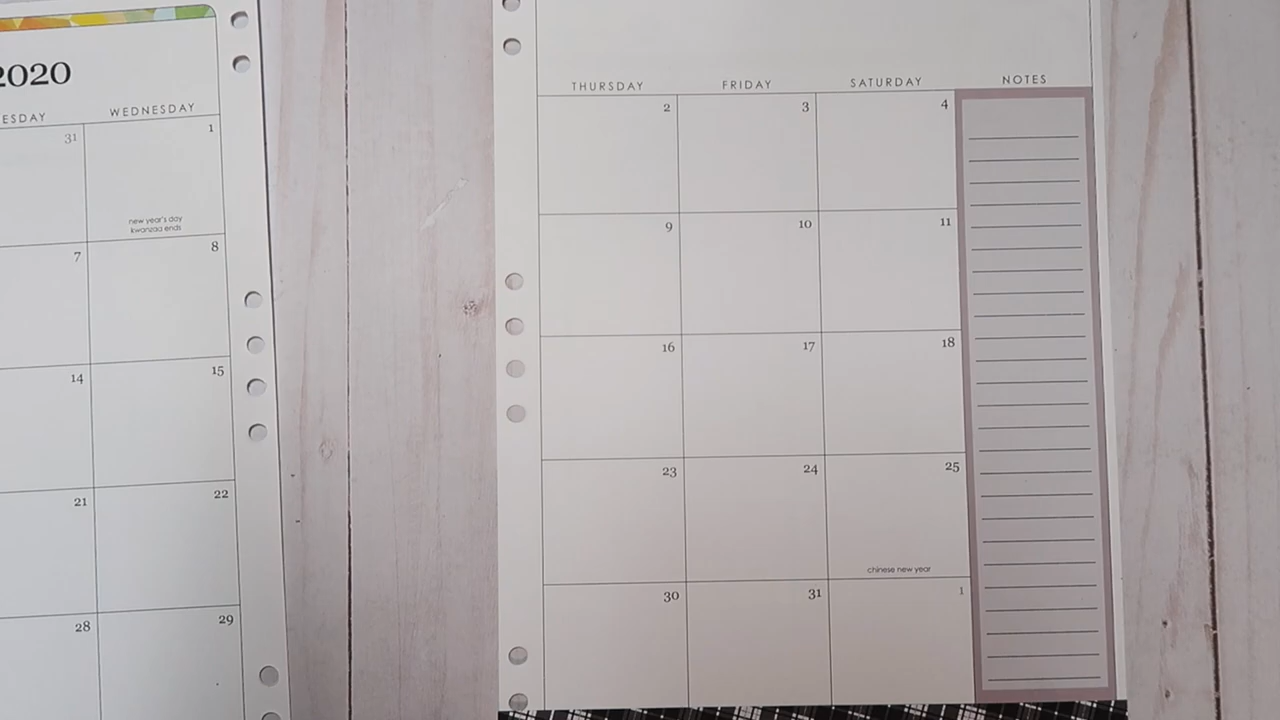 2020
ESDAY WEDNESDAY
31 1
new year's day
kwanzaa ends
7 8
14 15
21 22
28 29
THURSDAY FRIDAY SATURDAY NOTES
2 3 4
9 10 11
16 17 18
23 24 25
chinese new year
30 31 1